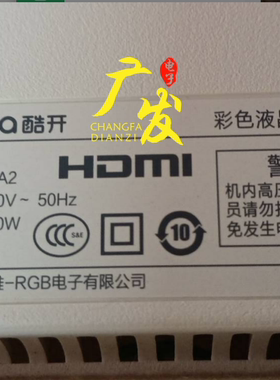 广发
电子
CHANGFA
DIANZI
a酷开
彩色液晶
HDMI
A2
0V~ 50Hz
0W
CCC
S&E
10
警
机内高压
员请勿
免发生电
-RGB电子有限公司